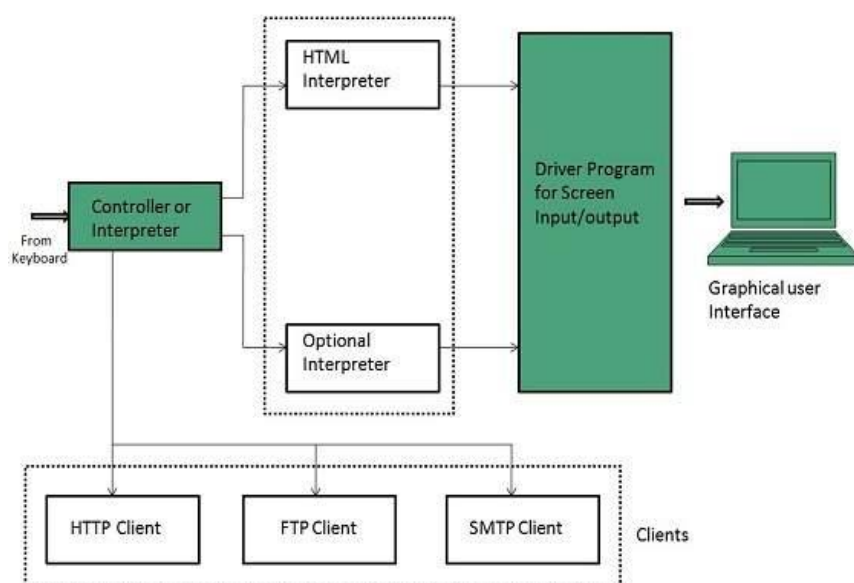 HTML
Interpreter
Driver Program
for Screen
Input/output
Controller or
Interpreter
From
Keyboard
Graphical user
Interface
Optional
Interpreter
HTTP Client
FTP Client
SMTP Client
Clients